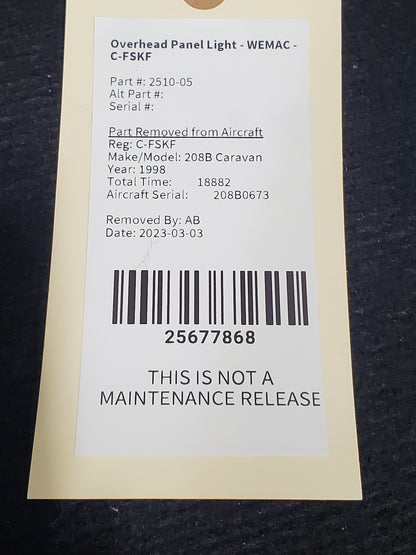 Overhead Panel Light - WEMAC -
C-FSKF
Part #: 2510-05
Alt Part #:
Serial #:
Part Removed from Aircraft
Reg: C-FSKF
Make/Model: 208B Caravan
Year: 1998
Total Time: 18882
Aircraft Serial: 208B0673
Removed By: AB
Date: 2023-03-03
25677868
THIS IS NOT A
MAINTENANCE RELEASE